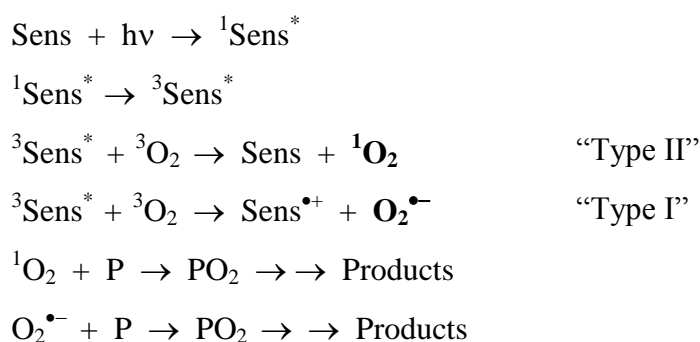 Sens + hν → ¹Sens*
¹Sens* → ³Sens*
³Sens* + ³O₂ → Sens + ¹O₂ “Type II”
³Sens* + ³O₂ → Sens•⁺ + O₂•⁻ “Type I”
¹O₂ + P → PO₂ → → Products
O₂•⁻ + P → PO₂ → → Products